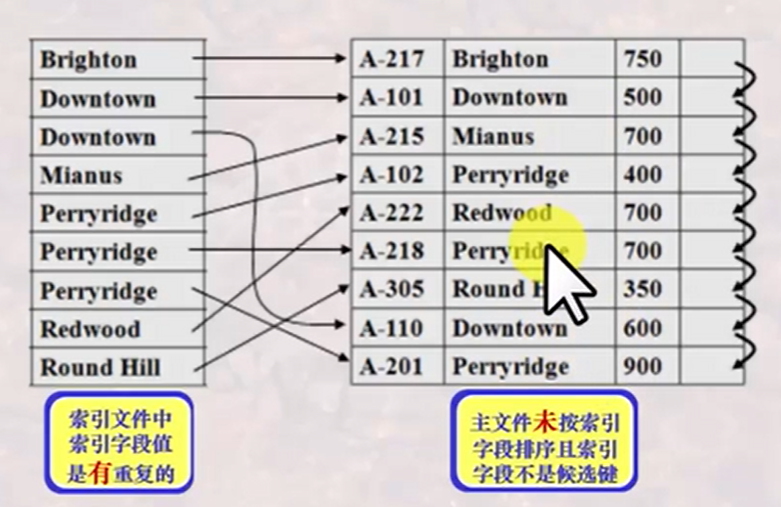 Brighton
Downtown
Downtown
Mianus
Perryridge
Perryridge
Perryridge
Redwood
Round Hill
A-217 Brighton 750
A-101 Downtown 500
A-215 Mianus 700
A-102 Perryridge 400
A-222 Redwood 700
A-218 Perryridge 700
A-305 Round 350
A-110 Downtown 600
A-201 Perryridge 900
索引文件中
索引字段值
是有重复的
主文件未按索引
字段排序且索引
字段不是候选键